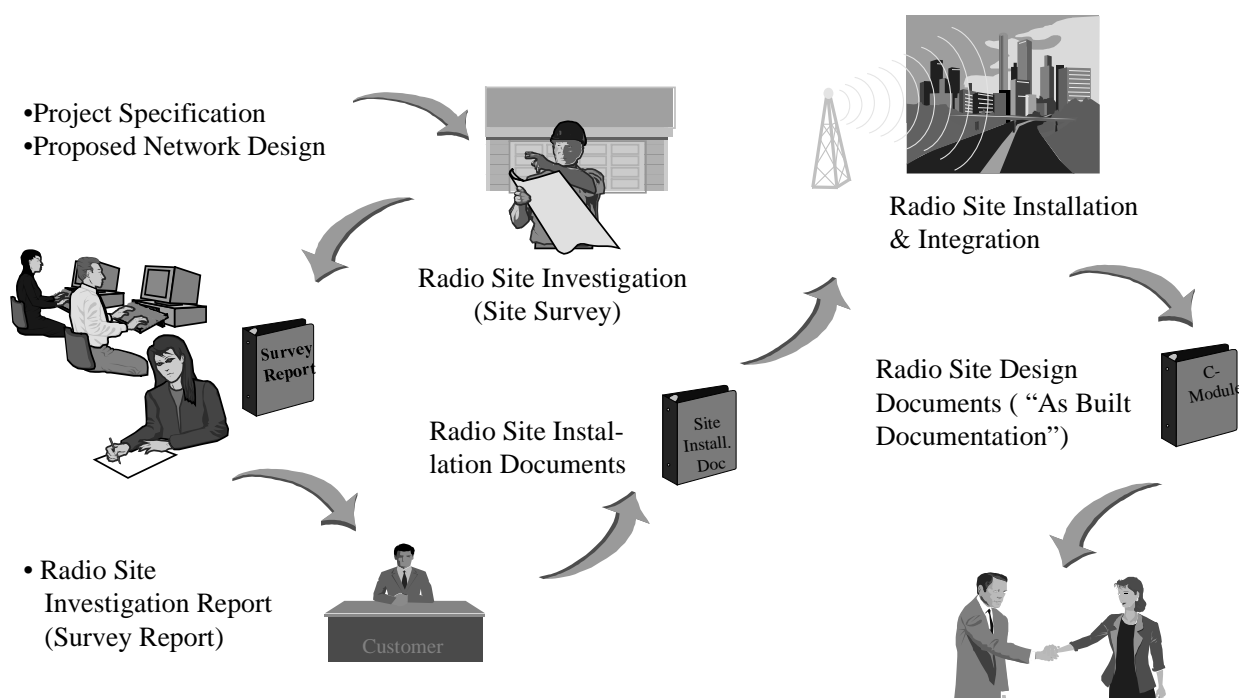 •Project Specification
•Proposed Network Design
Radio Site Investigation
(Site Survey)
Survey
Report
• Radio Site
Investigation Report
(Survey Report)
Customer
Radio Site Instal-
lation Documents
Site
Install.
Doc
Radio Site Installation
& Integration
Radio Site Design
Documents ( “As Built
Documentation”)
C-
Module